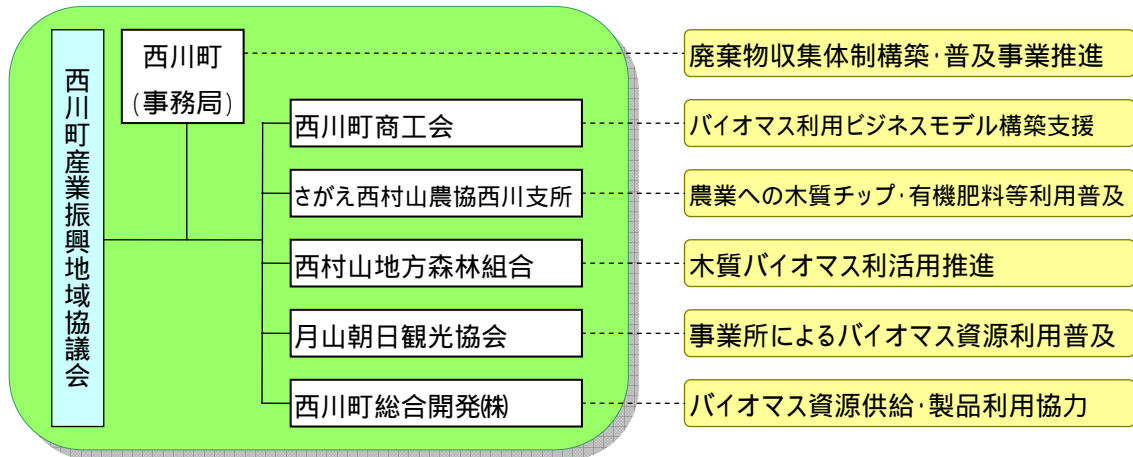 西川町産業振興地域協議会
西川町
(事務局)
廃棄物収集体制構築･普及事業推進
西川町商工会
バイオマス利用ビジネスモデル構築支援
さがえ西村山農協西川支所
農業への木質チップ･有機肥料等利用普及
西村山地方森林組合
木質バイオマス利活用推進
月山朝日観光協会
事業所によるバイオマス資源利用普及
西川町総合開発㈱
バイオマス資源供給･製品利用協力